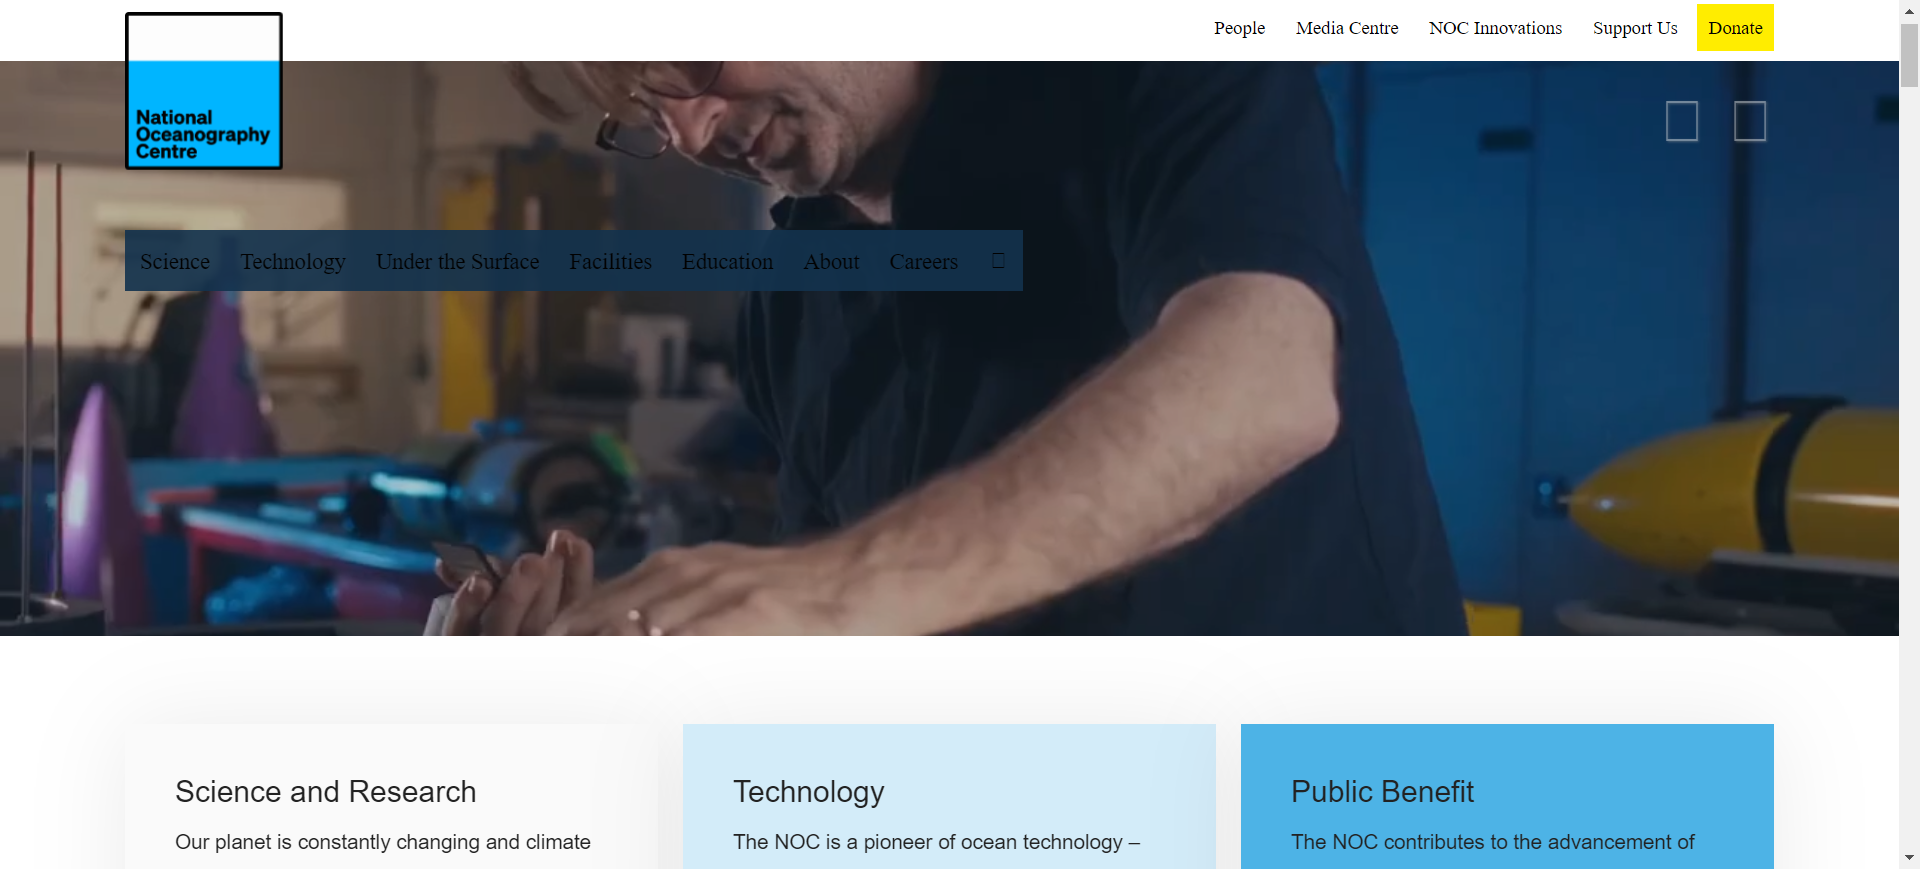 People Media Centre NOC Innovations Support Us Donate
National
Oceanography
Centre
Science Technology Under the Surface Facilities Education About Careers
Science and Research
Our planet is constantly changing and climate
Technology
The NOC is a pioneer of ocean technology –
Public Benefit
The NOC contributes to the advancement of